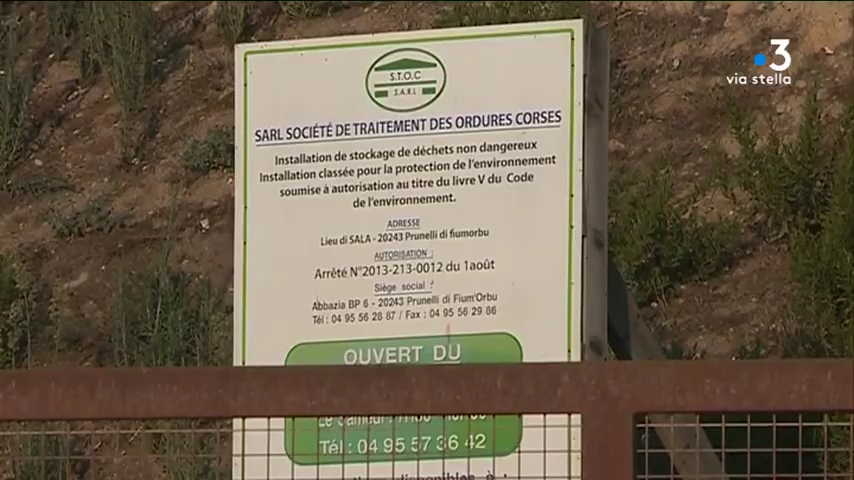 3
via stella
S.T.O.C
S.A.R.L
SARL SOCIÉTÉ DE TRAITEMENT DES ORDURES CORSES
Installation de stockage de déchets non dangereux
Installation classée pour la protection de l'environnement
soumise à autorisation au titre du livre V du Code
de l'environnement.
ADRESSE
Lieu di SALA - 20243 Prunelli di fiumorbu
AUTORISATION :
Arrêté N°2013-213-0012 du 1août
Siège social :
Abbazia BP 6 - 20243 Prunelli di Fium'Orbu
Tél : 04 95 56 28 87 / Fax : 04 95 56 29 86
OUVERT DU
Le Samedi
Tél : 04 95 57 36 42
disponibles à :